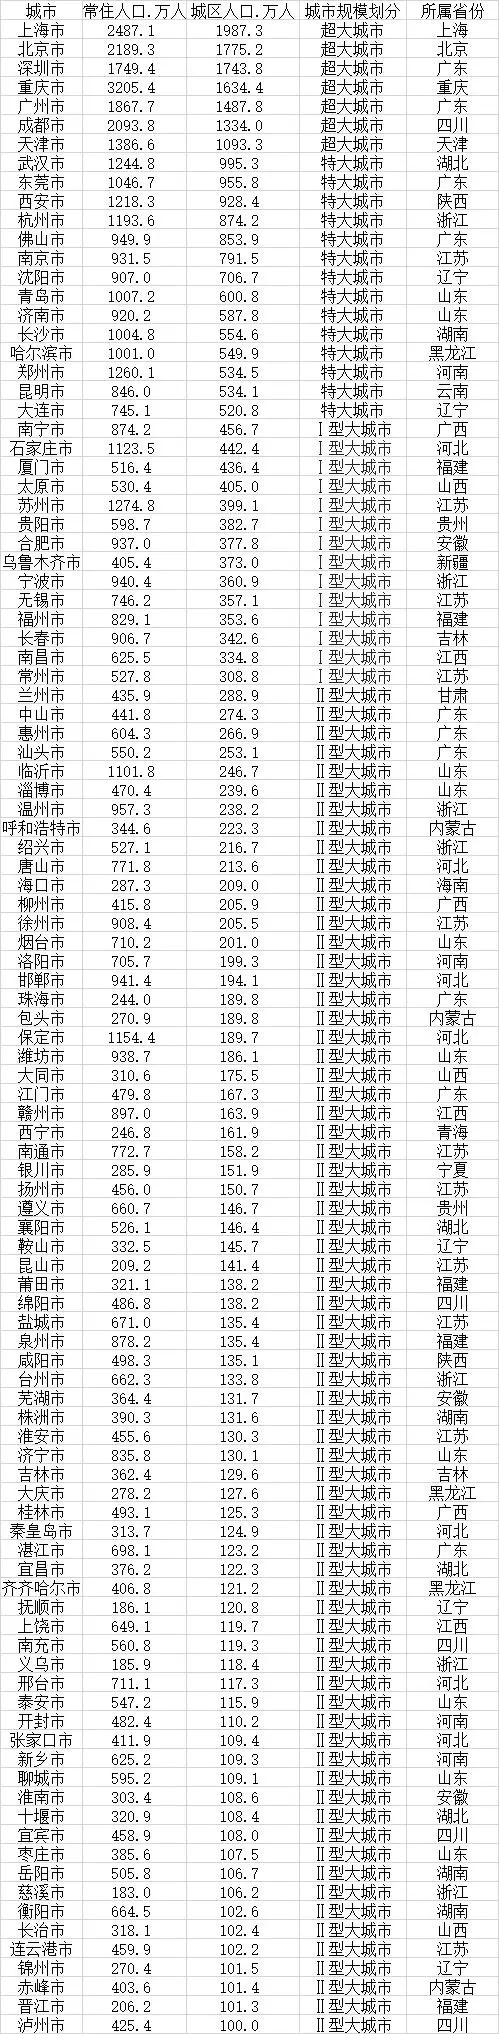 城市 常住人口.万人 城区人口.万人 城市规模划分 所属省份
上海市 2487.1 1987.3 超大城市 上海
北京市 2189.3 1775.2 超大城市 北京
深圳市 1749.4 1743.8 超大城市 广东
重庆市 3205.4 1634.4 超大城市 重庆
广州市 1867.7 1487.8 超大城市 广东
成都市 2093.8 1334.0 超大城市 四川
天津市 1386.6 1093.3 超大城市 天津
武汉市 1244.8 995.3 特大城市 湖北
东莞市 1046.7 955.8 特大城市 广东
西安市 1218.3 928.4 特大城市 陕西
杭州市 1193.6 874.2 特大城市 浙江
佛山市 949.9 853.9 特大城市 广东
南京市 931.5 791.5 特大城市 江苏
沈阳市 907.0 706.7 特大城市 辽宁
青岛市 1007.2 600.8 特大城市 山东
济南市 920.2 587.8 特大城市 山东
长沙市 1004.8 554.6 特大城市 湖南
哈尔滨市 1001.0 549.9 特大城市 黑龙江
郑州市 1260.1 534.5 特大城市 河南
昆明市 846.0 534.1 特大城市 云南
大连市 745.1 520.8 特大城市 辽宁
南宁市 874.2 456.7 Ⅰ型大城市 广西
石家庄市 1123.5 442.4 Ⅰ型大城市 河北
厦门市 516.4 436.4 Ⅰ型大城市 福建
太原市 530.4 405.0 Ⅰ型大城市 山西
苏州市 1274.8 399.1 Ⅰ型大城市 江苏
贵阳市 598.7 382.7 Ⅰ型大城市 贵州
合肥市 937.0 377.8 Ⅰ型大城市 安徽
乌鲁木齐市 405.4 373.0 Ⅰ型大城市 新疆
宁波市 940.4 360.9 Ⅰ型大城市 浙江
无锡市 746.2 357.1 Ⅰ型大城市 江苏
福州市 829.1 353.6 Ⅰ型大城市 福建
长春市 906.7 342.6 Ⅰ型大城市 吉林
南昌市 625.5 334.8 Ⅰ型大城市 江西
常州市 527.8 308.8 Ⅰ型大城市 江苏
兰州市 435.9 288.9 Ⅱ型大城市 甘肃
中山市 441.8 274.3 Ⅱ型大城市 广东
惠州市 604.3 266.9 Ⅱ型大城市 广东
汕头市 550.2 253.1 Ⅱ型大城市 广东
临沂市 1101.8 246.7 Ⅱ型大城市 山东
淄博市 470.4 239.6 Ⅱ型大城市 山东
温州市 957.3 238.2 Ⅱ型大城市 浙江
呼和浩特市 344.6 223.3 Ⅱ型大城市 内蒙古
绍兴市 527.1 216.7 Ⅱ型大城市 浙江
唐山市 771.8 213.6 Ⅱ型大城市 河北
海口市 287.3 209.0 Ⅱ型大城市 海南
柳州市 415.8 205.9 Ⅱ型大城市 广西
徐州市 908.4 205.5 Ⅱ型大城市 江苏
烟台市 710.2 201.0 Ⅱ型大城市 山东
洛阳市 705.7 199.3 Ⅱ型大城市 河南
邯郸市 941.4 194.1 Ⅱ型大城市 河北
珠海市 244.0 189.8 Ⅱ型大城市 广东
包头市 270.9 189.8 Ⅱ型大城市 内蒙古
保定市 1154.4 189.7 Ⅱ型大城市 河北
潍坊市 938.7 186.1 Ⅱ型大城市 山东
大同市 310.6 175.5 Ⅱ型大城市 山西
江门市 479.8 167.3 Ⅱ型大城市 广东
赣州市 897.0 163.9 Ⅱ型大城市 江西
西宁市 246.8 161.9 Ⅱ型大城市 青海
南通市 772.7 158.2 Ⅱ型大城市 江苏
银川市 285.9 151.9 Ⅱ型大城市 宁夏
扬州市 456.0 150.7 Ⅱ型大城市 江苏
遵义市 660.7 146.7 Ⅱ型大城市 贵州
襄阳市 526.1 146.4 Ⅱ型大城市 湖北
鞍山市 332.5 145.7 Ⅱ型大城市 辽宁
昆山市 209.2 141.4 Ⅱ型大城市 江苏
莆田市 321.1 138.2 Ⅱ型大城市 福建
绵阳市 486.8 138.2 Ⅱ型大城市 四川
盐城市 671.0 135.4 Ⅱ型大城市 江苏
泉州市 878.2 135.4 Ⅱ型大城市 福建
咸阳市 498.3 135.1 Ⅱ型大城市 陕西
台州市 662.3 133.8 Ⅱ型大城市 浙江
芜湖市 364.4 131.7 Ⅱ型大城市 安徽
株洲市 390.3 131.6 Ⅱ型大城市 湖南
淮安市 455.6 130.3 Ⅱ型大城市 江苏
济宁市 835.8 130.1 Ⅱ型大城市 山东
吉林市 362.4 129.6 Ⅱ型大城市 吉林
大庆市 278.2 127.6 Ⅱ型大城市 黑龙江
桂林市 493.1 125.3 Ⅱ型大城市 广西
秦皇岛市 313.7 124.9 Ⅱ型大城市 河北
湛江市 698.1 123.2 Ⅱ型大城市 广东
宜昌市 376.2 122.3 Ⅱ型大城市 湖北
齐齐哈尔市 406.8 121.2 Ⅱ型大城市 黑龙江
抚顺市 186.1 120.8 Ⅱ型大城市 辽宁
上饶市 649.1 119.7 Ⅱ型大城市 江西
南充市 560.8 119.3 Ⅱ型大城市 四川
义乌市 185.9 118.4 Ⅱ型大城市 浙江
邢台市 711.1 117.3 Ⅱ型大城市 河北
泰安市 547.2 115.9 Ⅱ型大城市 山东
开封市 482.4 110.2 Ⅱ型大城市 河南
张家口市 411.9 109.4 Ⅱ型大城市 河北
新乡市 625.2 109.3 Ⅱ型大城市 河南
聊城市 595.2 109.1 Ⅱ型大城市 山东
淮南市 303.4 108.6 Ⅱ型大城市 安徽
十堰市 320.9 108.4 Ⅱ型大城市 湖北
宜宾市 458.9 108.0 Ⅱ型大城市 四川
枣庄市 385.6 107.5 Ⅱ型大城市 山东
岳阳市 505.8 106.7 Ⅱ型大城市 湖南
慈溪市 183.0 106.2 Ⅱ型大城市 浙江
衡阳市 664.5 102.6 Ⅱ型大城市 湖南
长治市 318.1 102.4 Ⅱ型大城市 山西
连云港市 459.9 102.2 Ⅱ型大城市 江苏
锦州市 270.4 101.5 Ⅱ型大城市 辽宁
赤峰市 403.6 101.4 Ⅱ型大城市 内蒙古
晋江市 206.2 101.3 Ⅱ型大城市 福建
泸州市 425.4 100.0 Ⅱ型大城市 四川